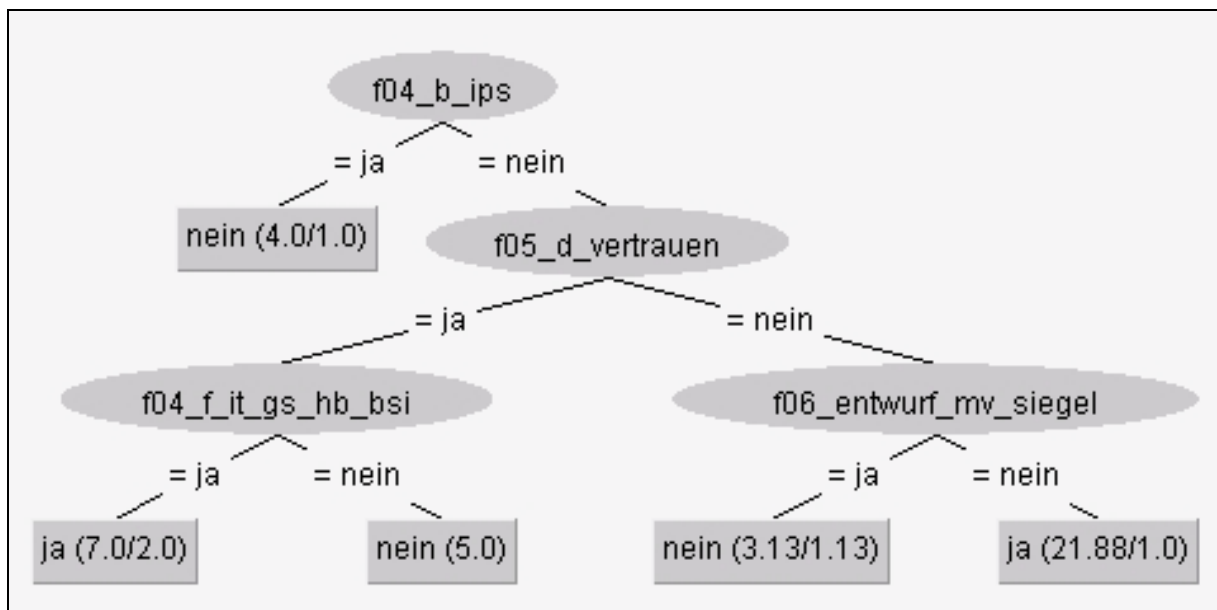 f04_b_ips
= ja
= nein
nein (4.0/1.0)
f05_d_vertrauen
= ja
= nein
f04_f_it_gs_hb_bsi
f06_entwurf_mv_siegel
= ja
= nein
= ja
= nein
ja (7.0/2.0)
nein (5.0)
nein (3.13/1.13)
ja (21.88/1.0)